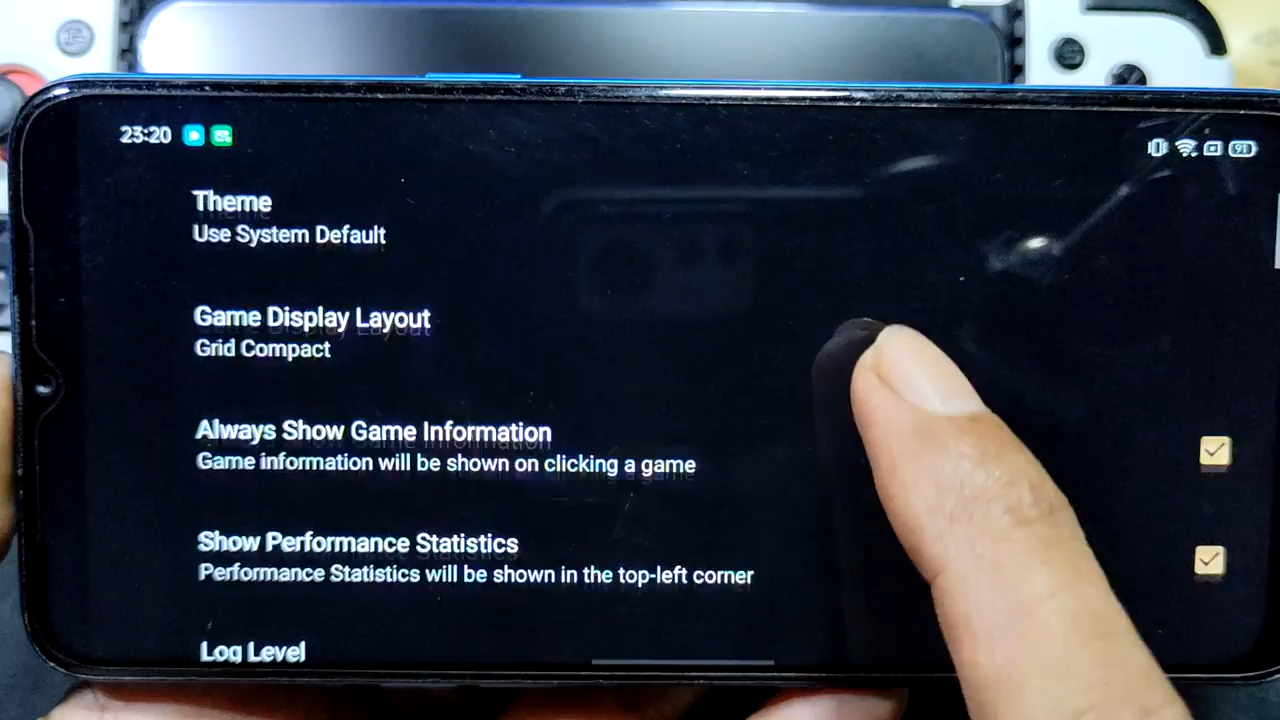 23:20
91
Theme
Use System Default
Game Display Layout
Grid Compact
Always Show Game Information
Game information will be shown on clicking a game
Show Performance Statistics
Performance Statistics will be shown in the top-left corner
Log Level